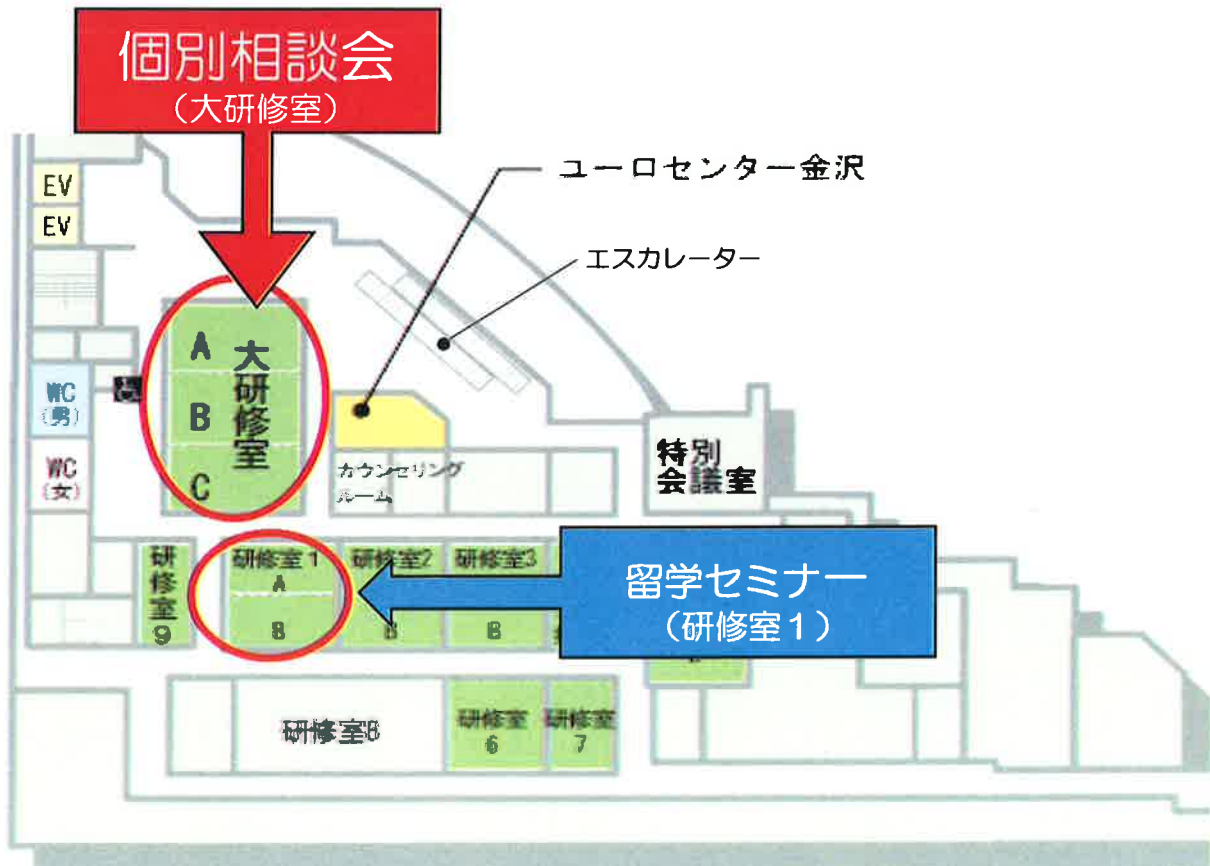 個別相談会
（大研修室）
ユーロセンター金沢
エスカレーター
EV
EV
A
B
C
大研修室
WC
(男)
WC
(女)
カウンセリング
ルーム
特別
会議室
研修室9
研修室1
A
B
研修室2
B
研修室3
B
留学セミナー
（研修室１）
研修室8
研修室
6
研修室
7